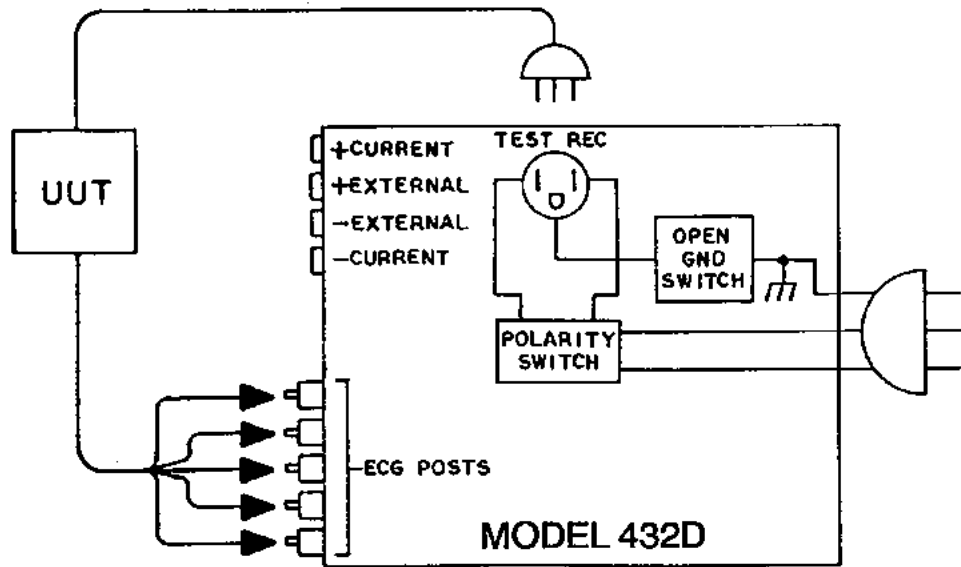 TEST REC
+CURRENT
+EXTERNAL
-EXTERNAL
-CURRENT
UUT
OPEN
GND
SWITCH
POLARITY
SWITCH
ECG POSTS
MODEL 432D